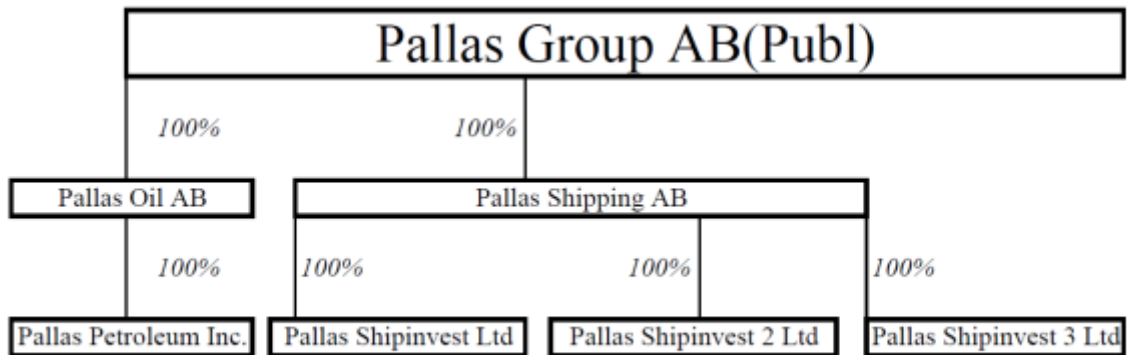 Pallas Group AB(Publ)
100% 100%
Pallas Oil AB Pallas Shipping AB
100% 100% 100% 100%
Pallas Petroleum Inc. Pallas Shipinvest Ltd Pallas Shipinvest 2 Ltd Pallas Shipinvest 3 Ltd